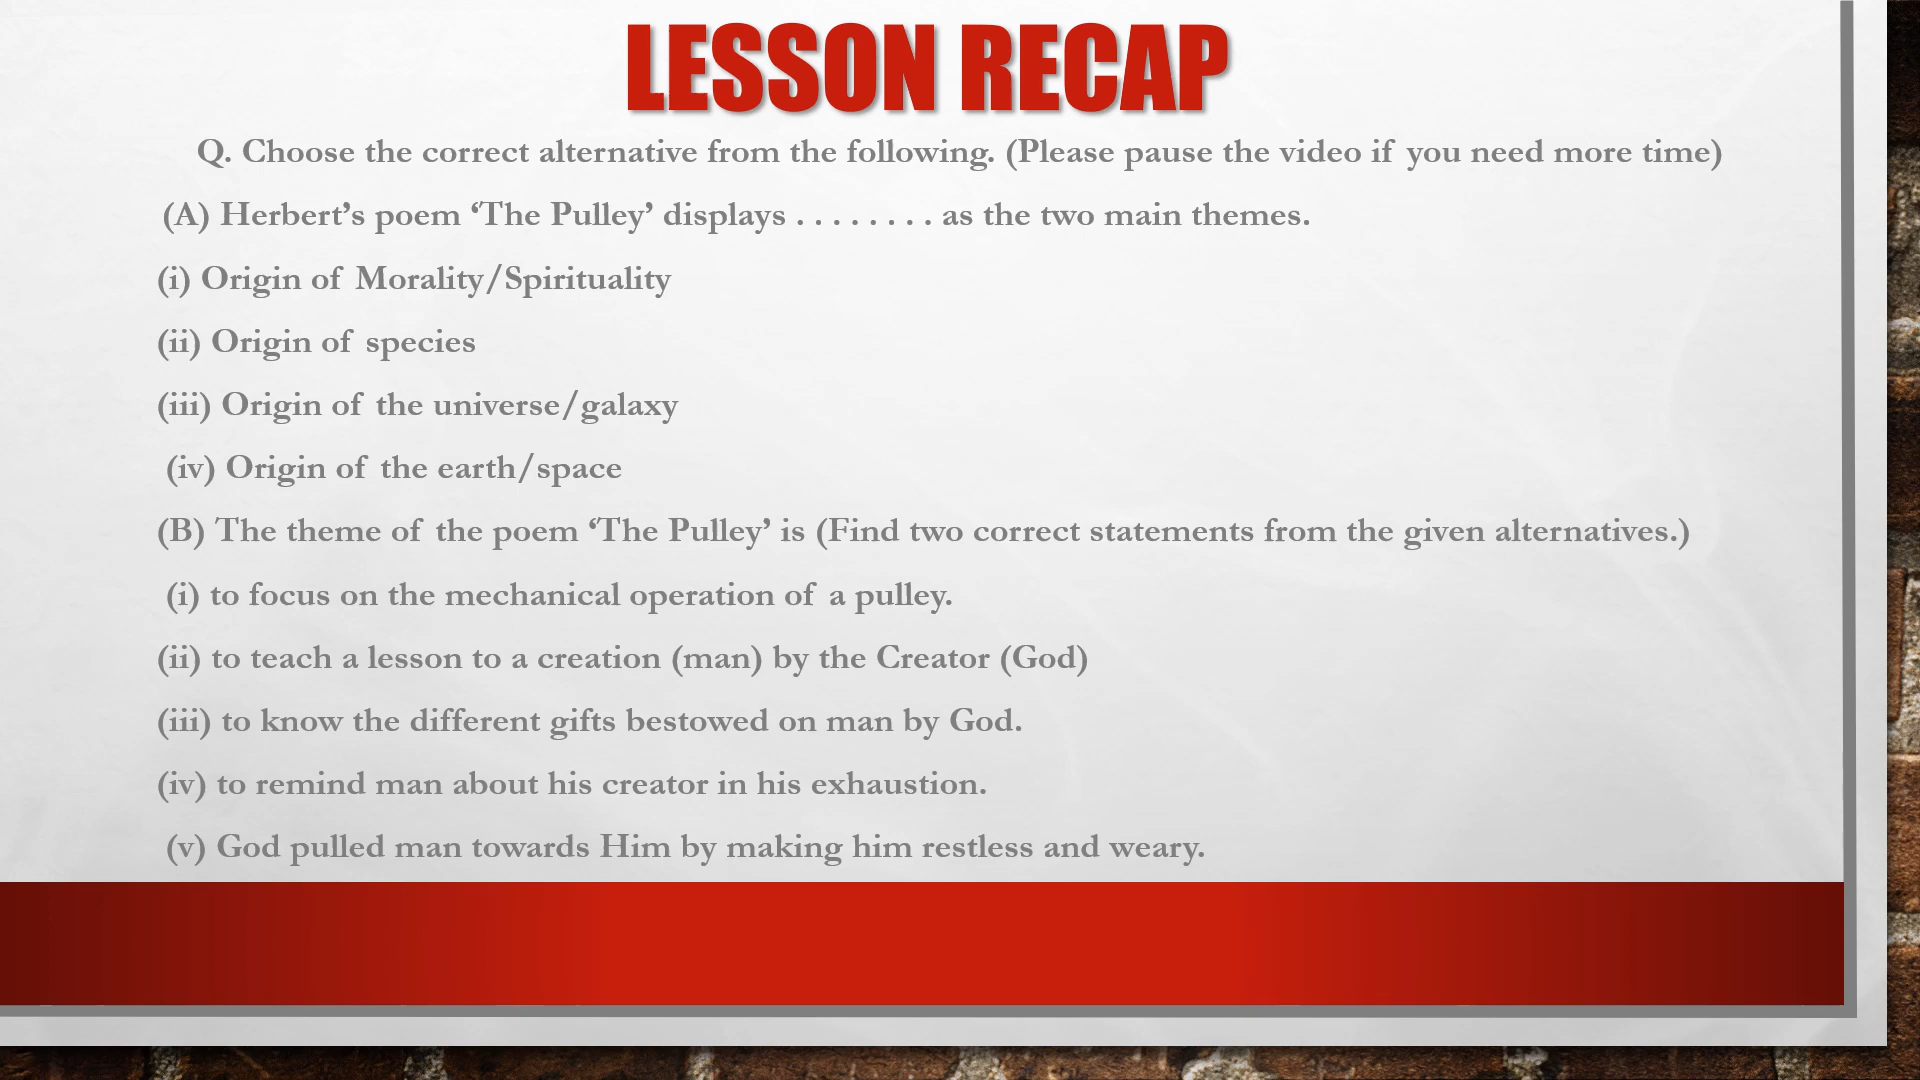 LESSON RECAP
Q. Choose the correct alternative from the following. (Please pause the video if you need more time)
(A) Herbert’s poem ‘The Pulley’ displays . . . . . . . . as the two main themes.
(i) Origin of Morality/Spirituality
(ii) Origin of species
(iii) Origin of the universe/galaxy
(iv) Origin of the earth/space
(B) The theme of the poem ‘The Pulley’ is (Find two correct statements from the given alternatives.)
(i) to focus on the mechanical operation of a pulley.
(ii) to teach a lesson to a creation (man) by the Creator (God)
(iii) to know the different gifts bestowed on man by God.
(iv) to remind man about his creator in his exhaustion.
(v) God pulled man towards Him by making him restless and weary.